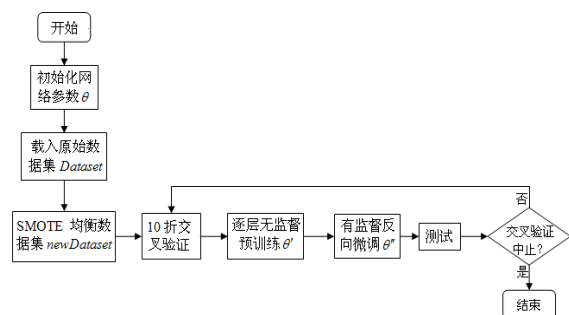 开始
初始化网
络参数θ
载入原始数
据集 Dataset
SMOTE 均衡数
据集 newDataset
10 折交
叉验证
逐层无监督
预训练θ'
有监督反
向微调θ"
测试
交叉验证
中止?
否
是
结束